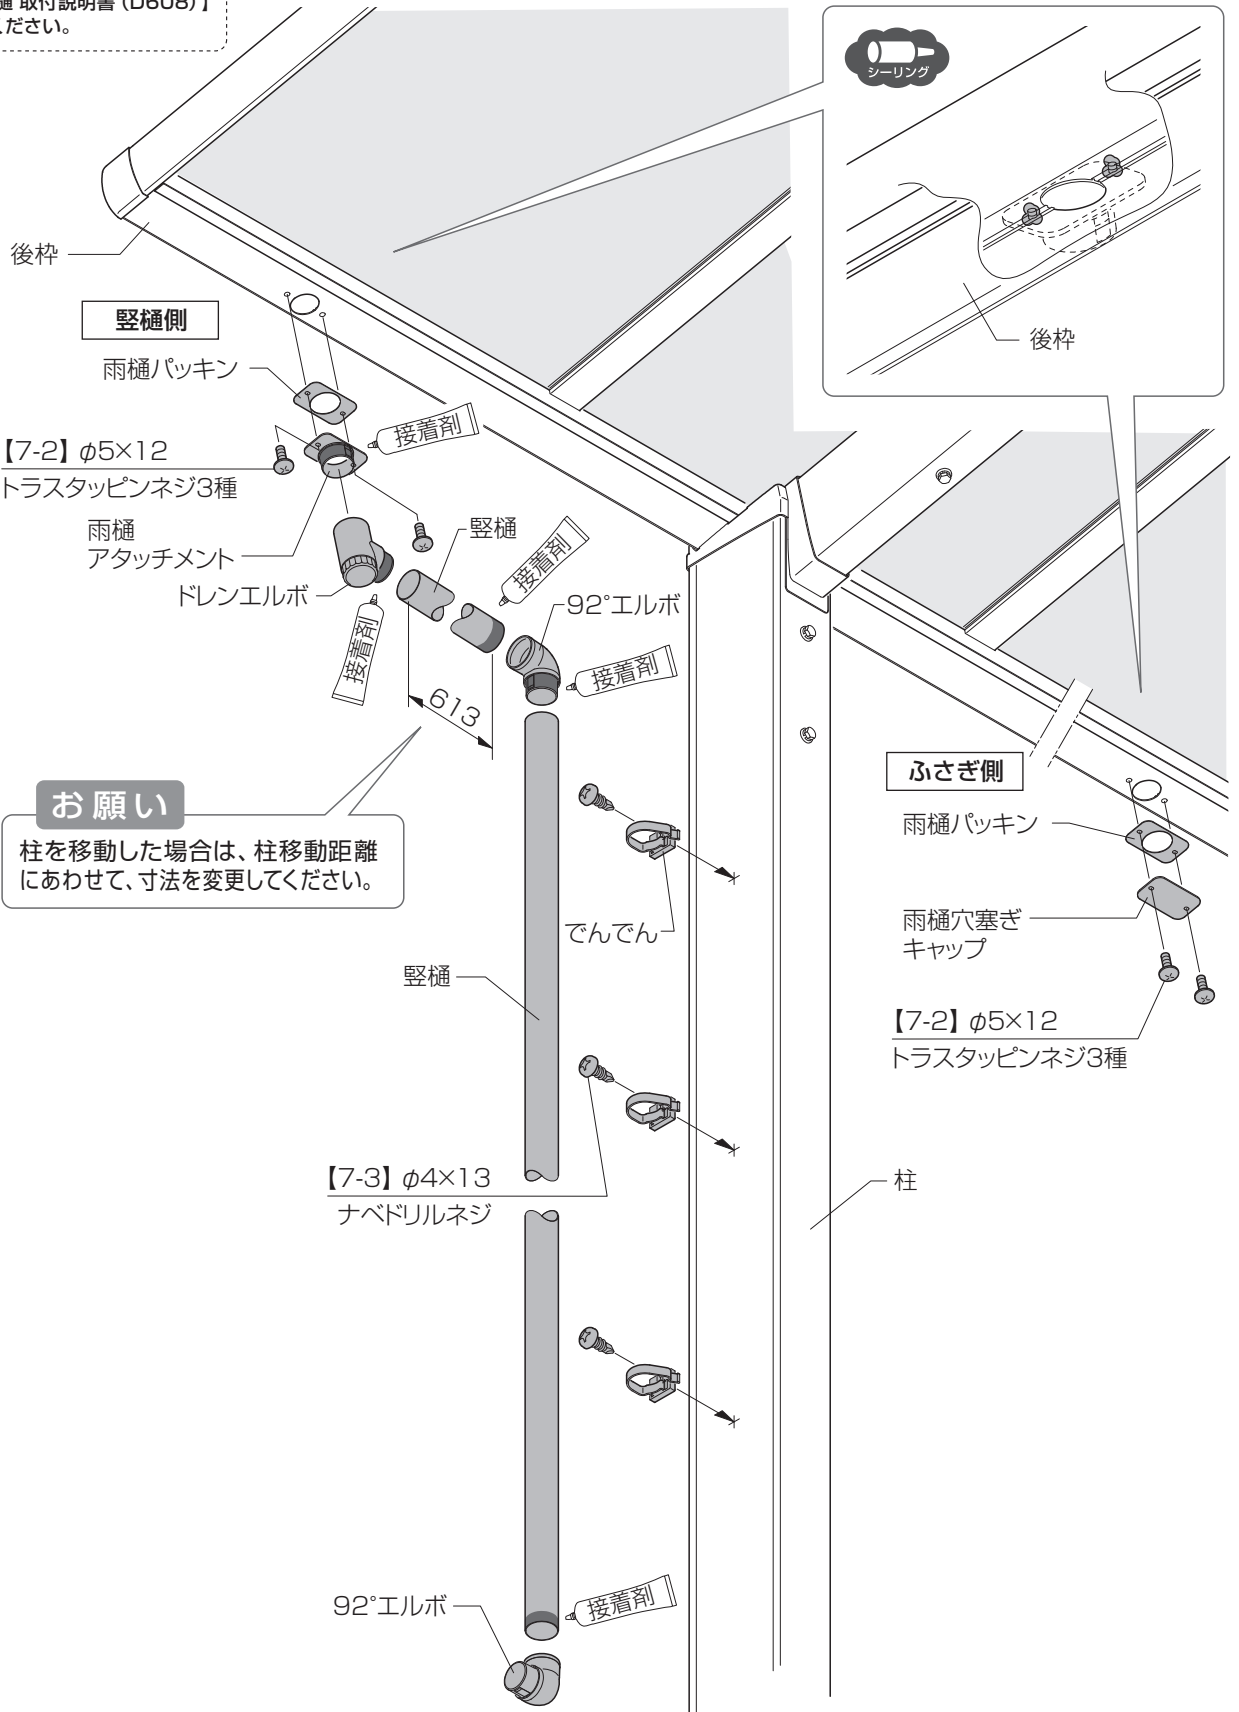 樋 取付説明書（D608）】
ください。
シーリング
後枠
後枠
竪樋側
雨樋パッキン
接着剤
【7-2】φ5×12
トラスタッピンネジ3種
雨樋
アタッチメント
竪樋
接着剤
ドレンエルボ
92°エルボ
接着剤
接着剤
613
お願い
柱を移動した場合は、柱移動距離
にあわせて、寸法を変更してください。
ふさぎ側
雨樋パッキン
雨樋穴塞ぎ
キャップ
でんでん
竪樋
【7-2】φ5×12
トラスタッピンネジ3種
【7-3】φ4×13
ナベドリルネジ
柱
92°エルボ
接着剤